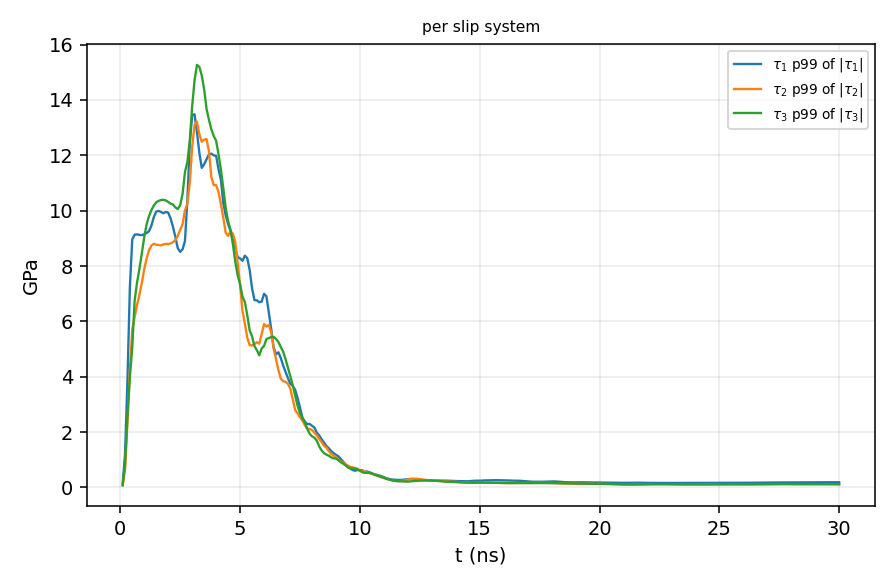 per slip system
16
14
12
10
8
6
4
2
0
GPa
τ₁ p99 of |τ₁|
τ₂ p99 of |τ₂|
τ₃ p99 of |τ₃|
0 5 10 15 20 25 30
t (ns)